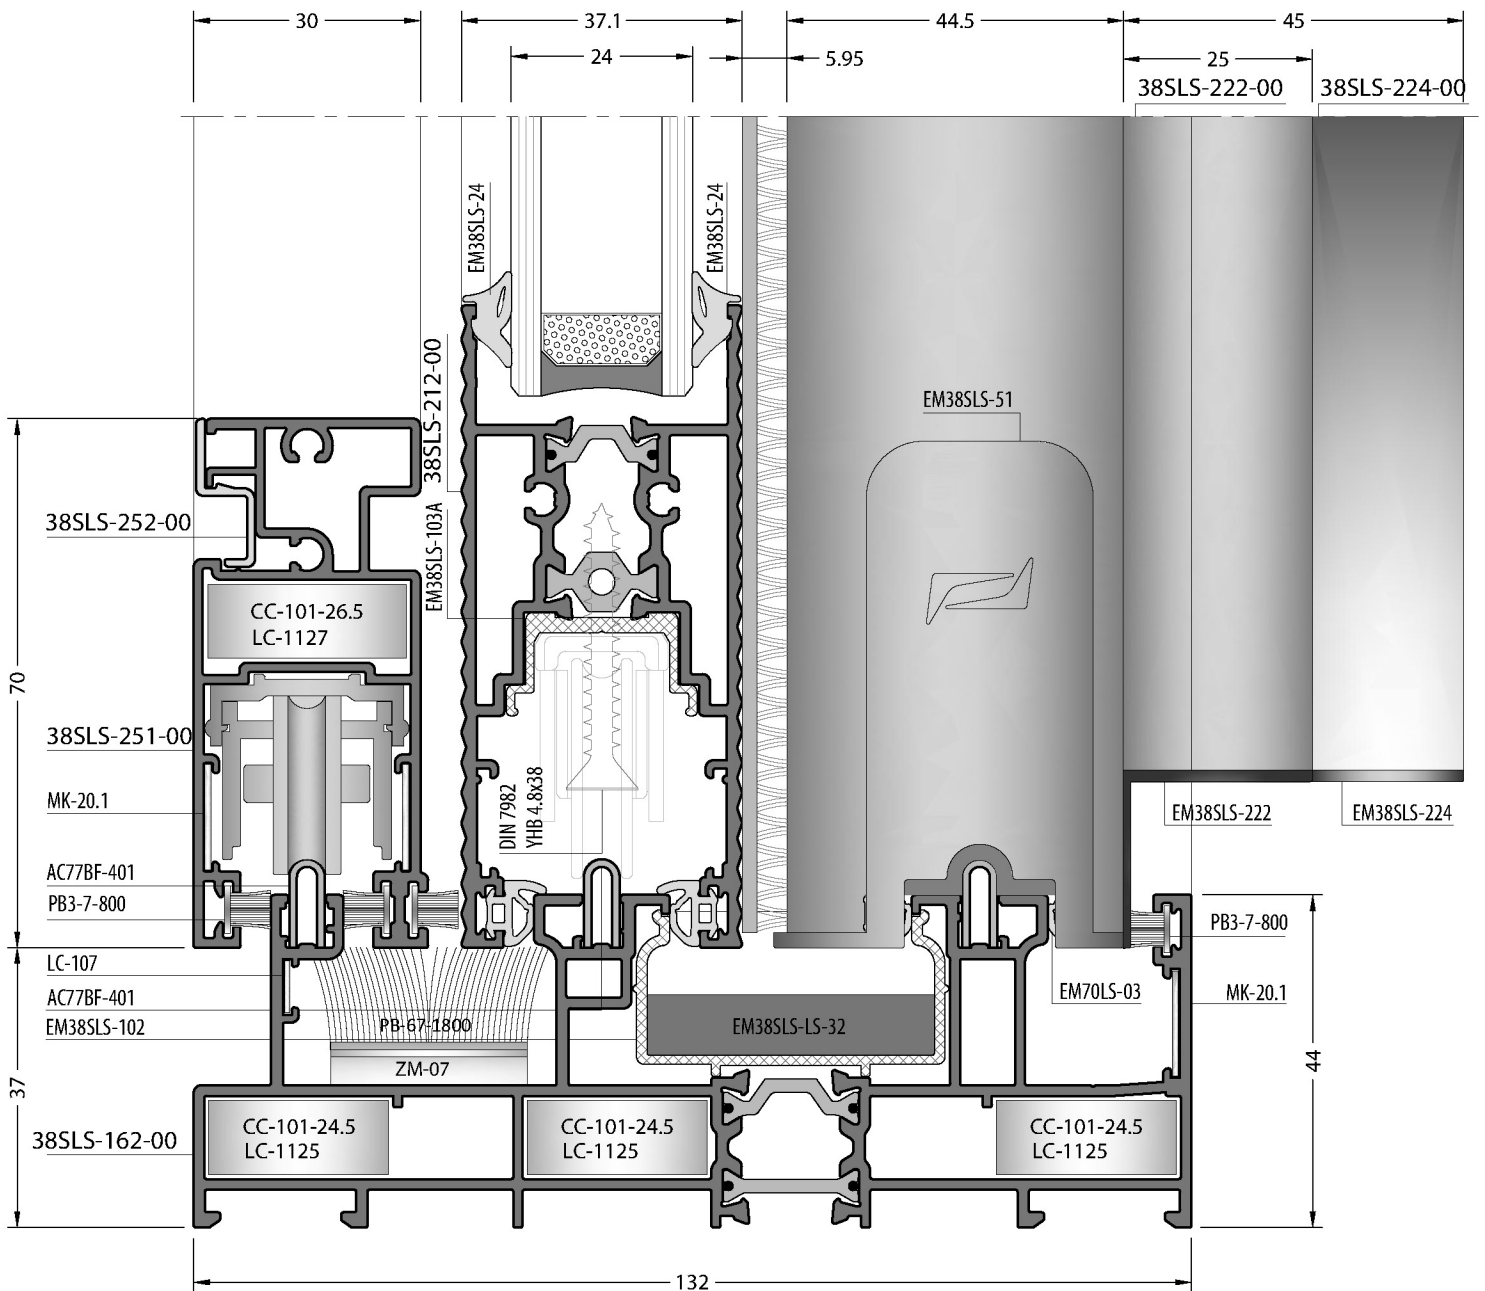 30
37.1
44.5
45
24
5.95
25
38SLS-222-00
38SLS-224-00
EM38SLS-24
EM38SLS-24
38SLS-212-00
EM38SLS-51
EM38SLS-103A
38SLS-252-00
CC-101-26.5
LC-1127
70
38SLS-251-00
MK-20.1
DIN 7982
YHB 4.8x38
EM38SLS-222
EM38SLS-224
AC77BF-401
PB3-7-800
PB3-7-800
LC-107
AC77BF-401
EM38SLS-102
PB-67-1800
EM38SLS-LS-32
EM70LS-03
MK-20.1
ZM-07
37
44
38SLS-162-00
CC-101-24.5
LC-1125
CC-101-24.5
LC-1125
CC-101-24.5
LC-1125
132